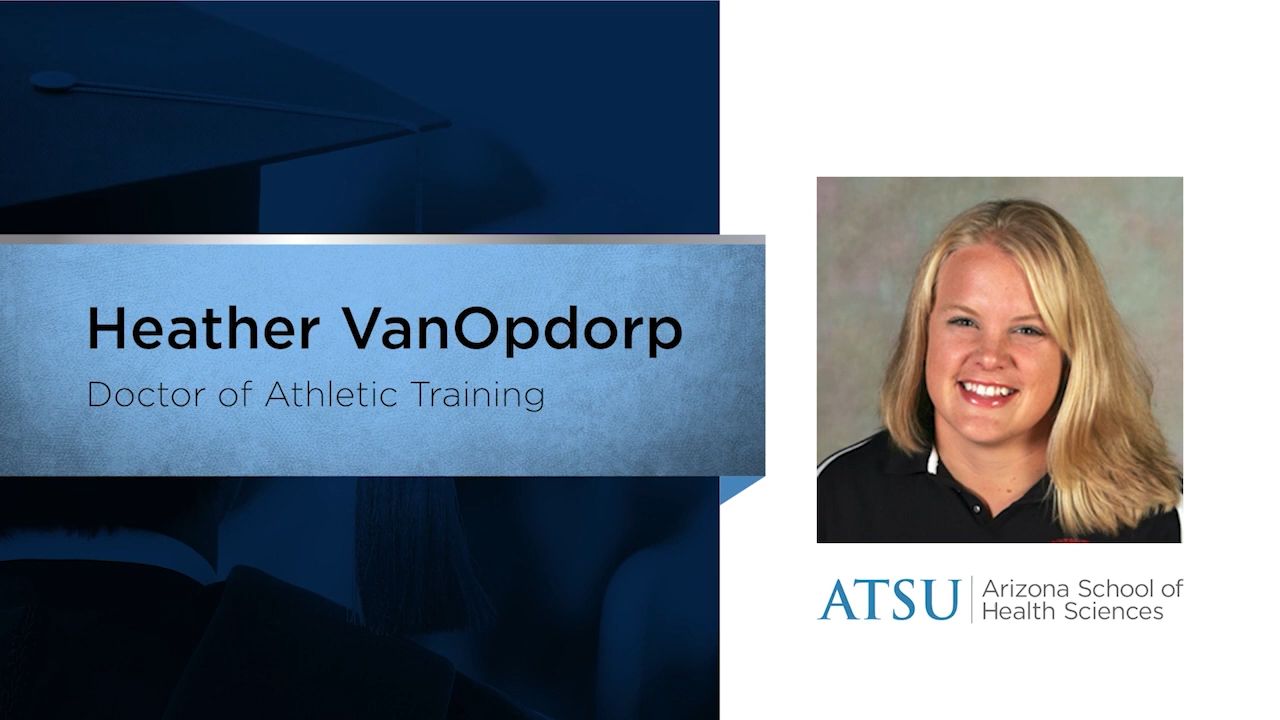 Heather VanOpdorp
Doctor of Athletic Training
ATSU
Arizona School of
Health Sciences